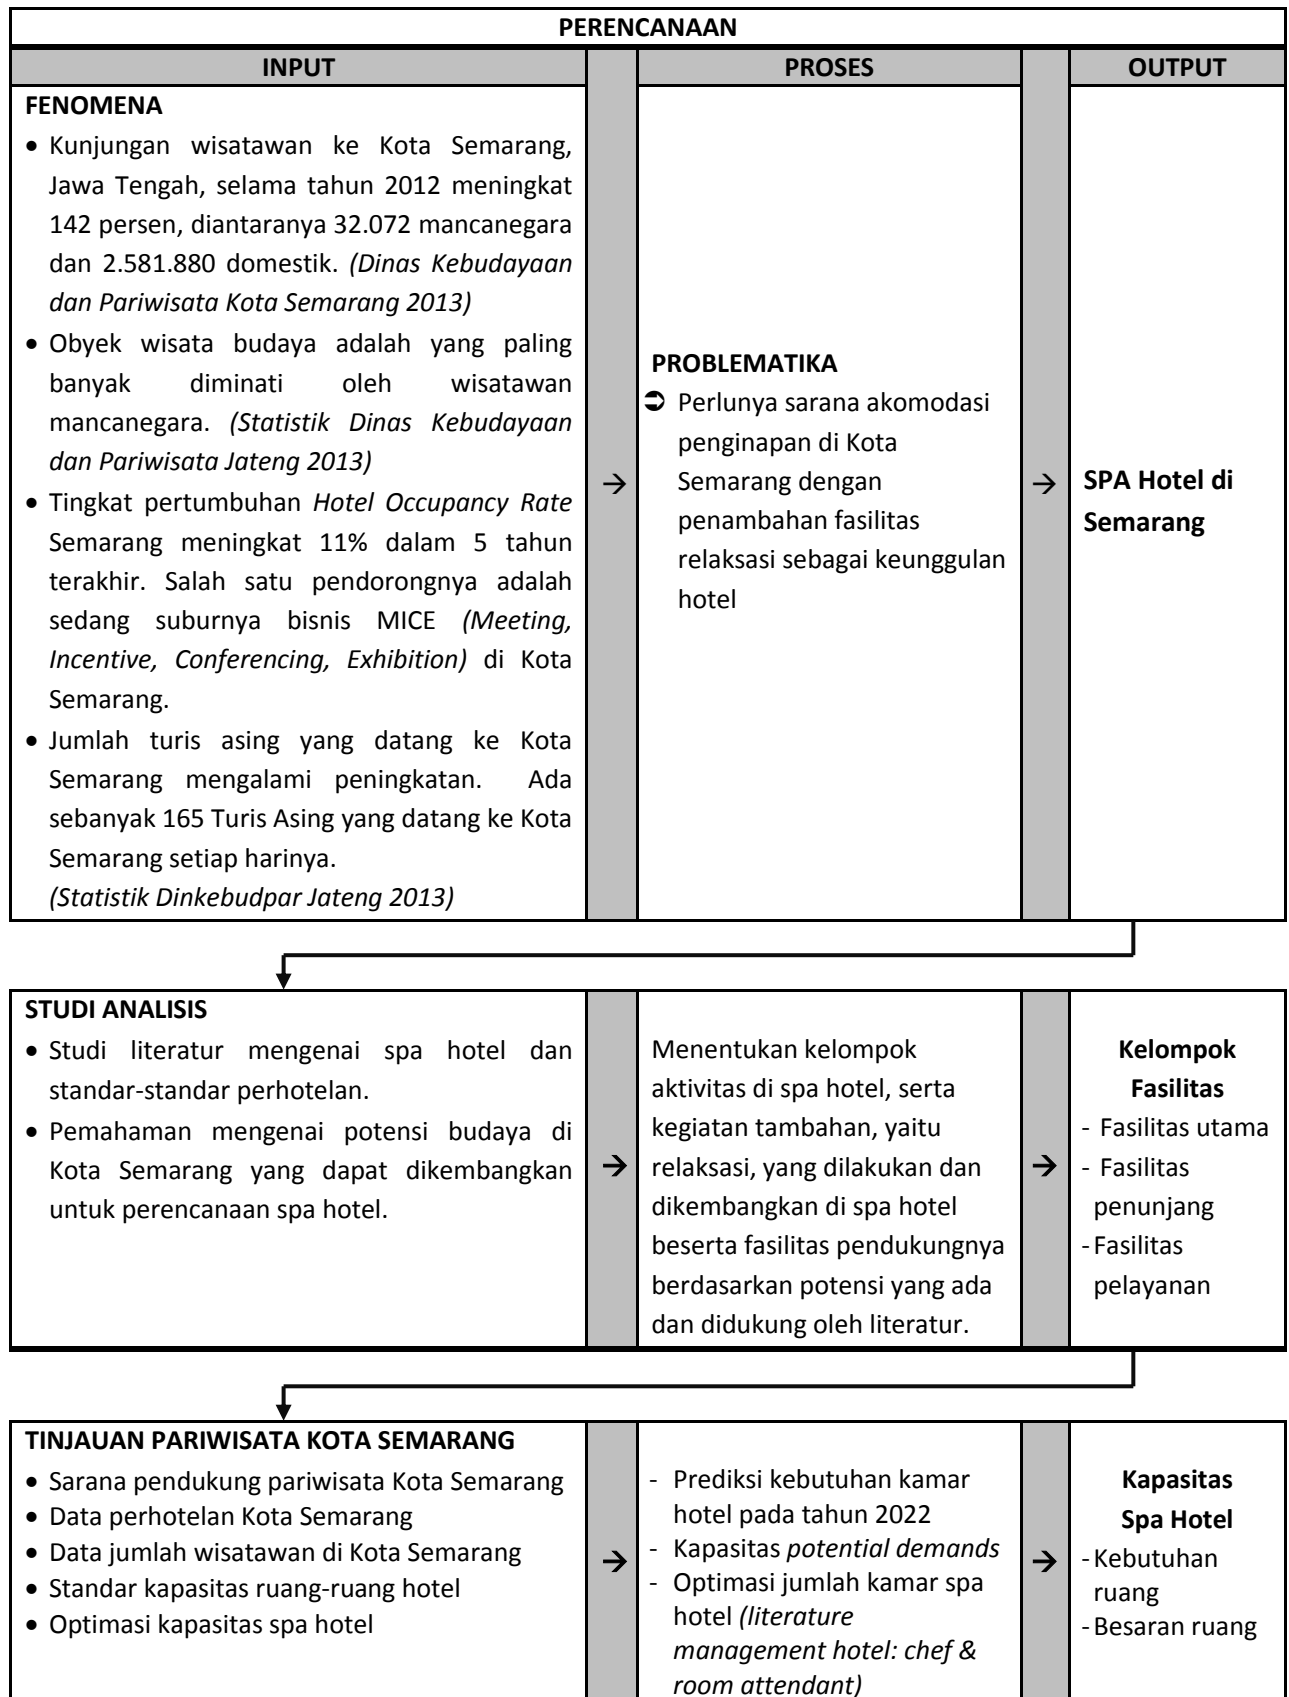 PERENCANAAN
INPUT
PROSES
OUTPUT
FENOMENA
• Kunjungan wisatawan ke Kota Semarang,
Jawa Tengah, selama tahun 2012 meningkat
142 persen, diantaranya 32.072 mancanegara
dan 2.581.880 domestik. (Dinas Kebudayaan
dan Pariwisata Kota Semarang 2013)
• Obyek wisata budaya adalah yang paling
banyak diminati oleh wisatawan
mancanegara. (Statistik Dinas Kebudayaan
dan Pariwisata Jateng 2013)
• Tingkat pertumbuhan Hotel Occupancy Rate
Semarang meningkat 11% dalam 5 tahun
terakhir. Salah satu pendorongnya adalah
sedang suburnya bisnis MICE (Meeting,
Incentive, Conferencing, Exhibition) di Kota
Semarang.
• Jumlah turis asing yang datang ke Kota
Semarang mengalami peningkatan. Ada
sebanyak 165 Turis Asing yang datang ke Kota
Semarang setiap harinya.
(Statistik Dinkebudpar Jateng 2013)
→
PROBLEMATIKA
➲ Perlunya sarana akomodasi
penginapan di Kota
Semarang dengan
penambahan fasilitas
relaksasi sebagai keunggulan
hotel
→
SPA Hotel di
Semarang
STUDI ANALISIS
• Studi literatur mengenai spa hotel dan
standar-standar perhotelan.
• Pemahaman mengenai potensi budaya di
Kota Semarang yang dapat dikembangkan
untuk perencanaan spa hotel.
→
Menentukan kelompok
aktivitas di spa hotel, serta
kegiatan tambahan, yaitu
relaksasi, yang dilakukan dan
dikembangkan di spa hotel
beserta fasilitas pendukungnya
berdasarkan potensi yang ada
dan didukung oleh literatur.
→
Kelompok
Fasilitas
- Fasilitas utama
- Fasilitas
penunjang
- Fasilitas
pelayanan
TINJAUAN PARIWISATA KOTA SEMARANG
• Sarana pendukung pariwisata Kota Semarang
• Data perhotelan Kota Semarang
• Data jumlah wisatawan di Kota Semarang
• Standar kapasitas ruang-ruang hotel
• Optimasi kapasitas spa hotel
→
- Prediksi kebutuhan kamar
hotel pada tahun 2022
- Kapasitas potential demands
- Optimasi jumlah kamar spa
hotel (literature
management hotel: chef &
room attendant)
→
Kapasitas
Spa Hotel
- Kebutuhan
ruang
- Besaran ruang